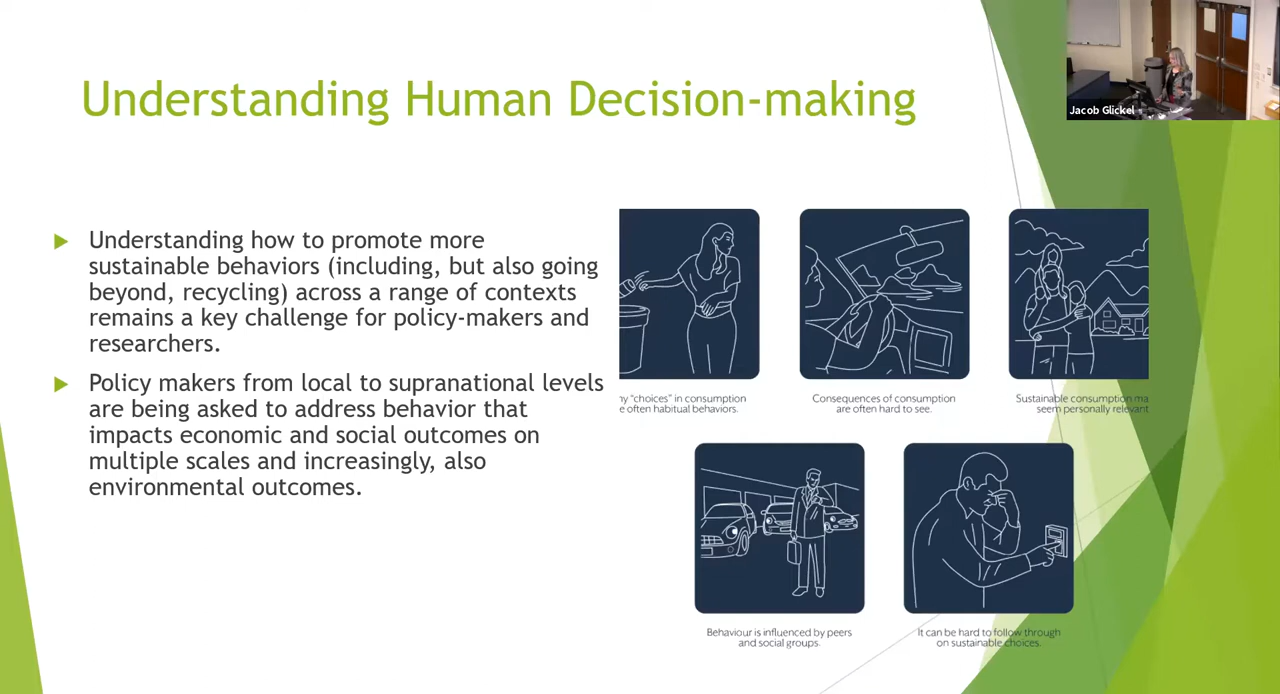 Understanding Human Decision-making
Jacob Glickel
Understanding how to promote more
sustainable behaviors (including, but also going
beyond, recycling) across a range of contexts
remains a key challenge for policy-makers and
researchers.
Policy makers from local to supranational levels
are being asked to address behavior that
impacts economic and social outcomes on
multiple scales and increasingly, also
environmental outcomes.
"choices" in consumption
often habitual behaviors.
Consequences of consumption
are often hard to see.
Sustainable consumption
seem personally relevant
Behaviour is influenced by peers
and social groups.
It can be hard to follow through
on sustainable choices.